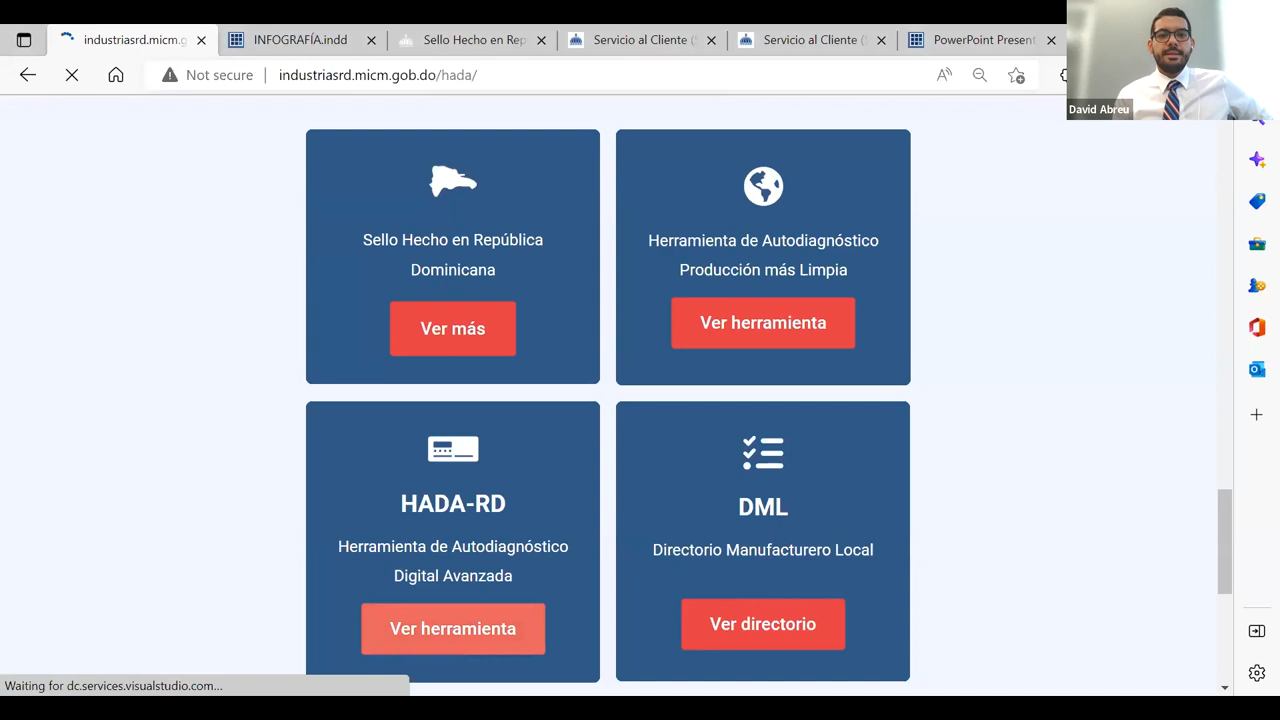 industriasrd.micm.g
INFOGRAFÍA.indd
Sello Hecho en Rep
Servicio al Cliente (
Servicio al Cliente (
PowerPoint Present
Not secure
industriasrd.micm.gob.do/hada/
David Abreu
Sello Hecho en República
Dominicana
Ver más
Herramienta de Autodiagnóstico
Producción más Limpia
Ver herramienta
HADA-RD
Herramienta de Autodiagnóstico
Digital Avanzada
Ver herramienta
DML
Directorio Manufacturero Local
Ver directorio
Waiting for dc.services.visualstudio.com...